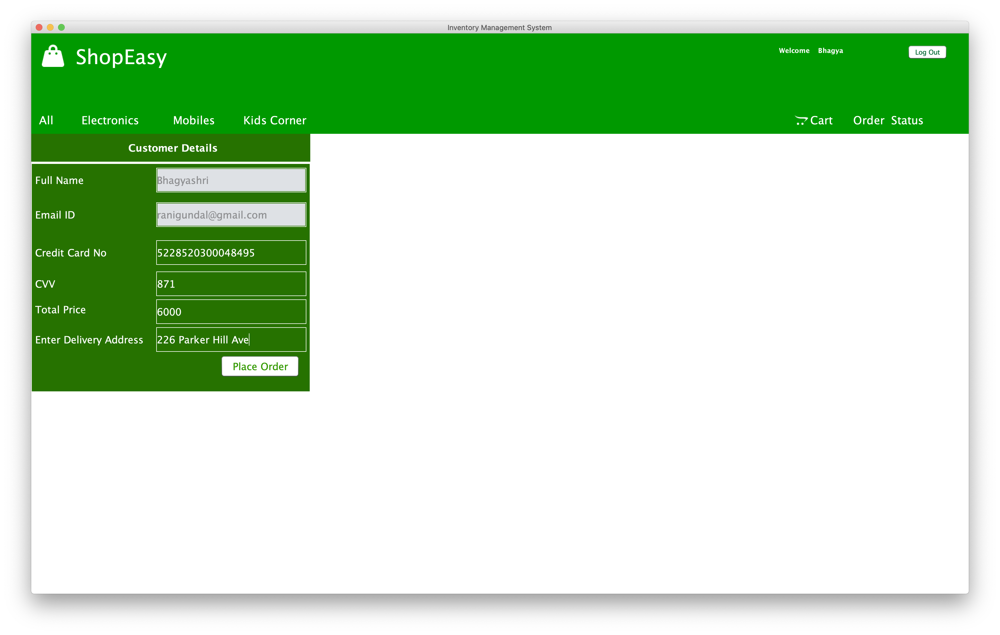 Inventory Management System
ShopEasy
Welcome Bhagya
Log Out
All Electronics Mobiles Kids Corner Cart Order Status
Customer Details
Full Name Bhagyashri
Email ID ranigundal@gmail.com
Credit Card No 5228520300048495
CVV 871
Total Price 6000
Enter Delivery Address 226 Parker Hill Ave
Place Order